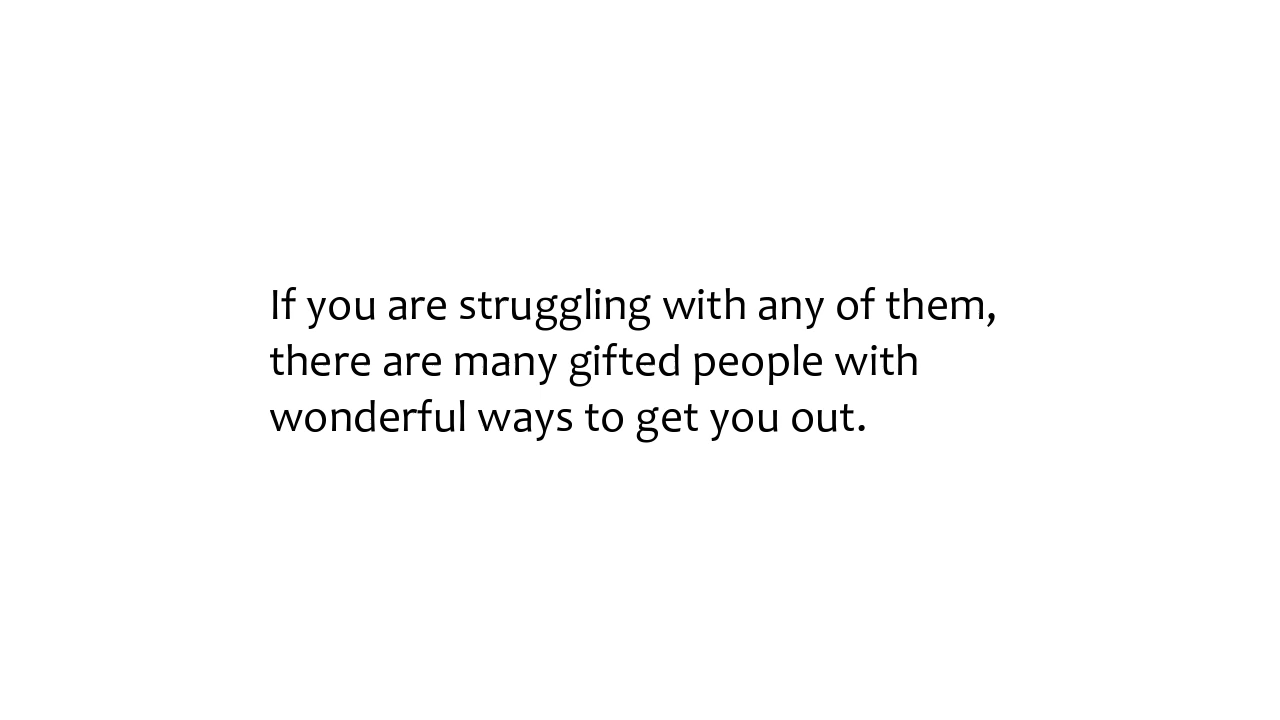 If you are struggling with any of them,
there are many gifted people with
wonderful ways to get you out.